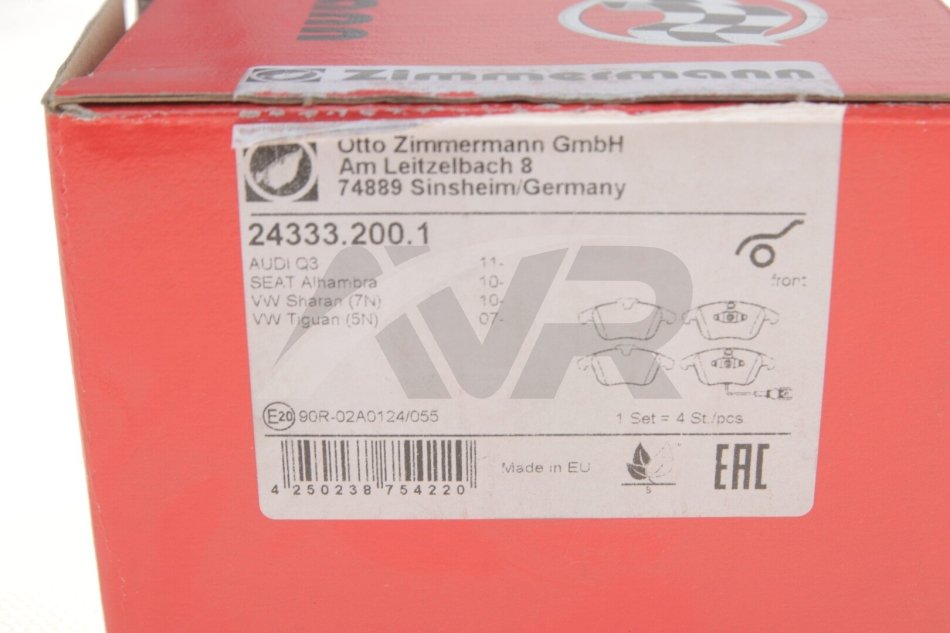 Zimmermann
Otto Zimmermann GmbH
Am Leitzelbach 8
74889 Sinsheim/Germany
24333.200.1
AUDI Q3 11-
SEAT Alhambra 10-
VW Sharan (7N) 10-
VW Tiguan (5N) 07-
front
VR
E20 90R-02A0124/055
1 Set = 4 St./pcs
4 250238 754220
Made in EU
S
EAC